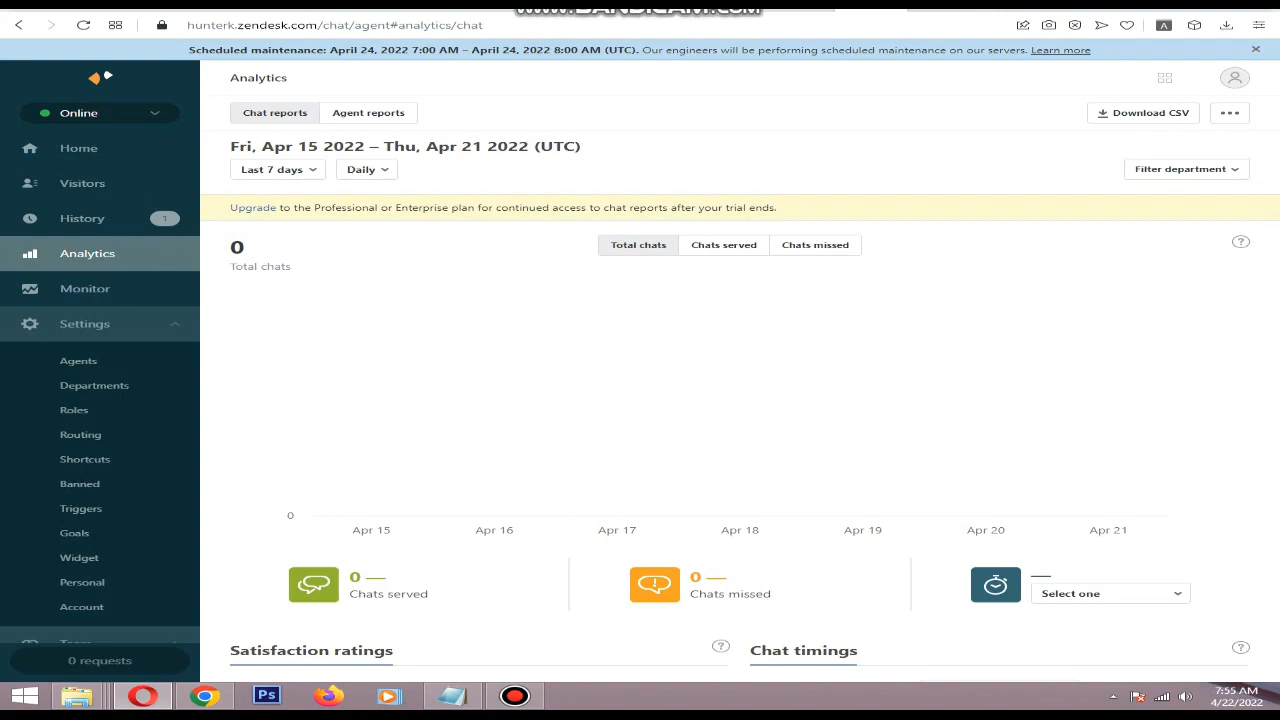 www.BANDICAM.com
hunterk.zendesk.com/chat/agent#analytics/chat
A
Scheduled maintenance: April 24, 2022 7:00 AM – April 24, 2022 8:00 AM (UTC). Our engineers will be performing scheduled maintenance on our servers. Learn more
Online
Home
Visitors
History
1
Analytics
Monitor
Settings
Agents
Departments
Roles
Routing
Shortcuts
Banned
Triggers
Goals
Widget
Personal
Account
0 requests
Analytics
Chat reports
Agent reports
Download CSV
Fri, Apr 15 2022 – Thu, Apr 21 2022 (UTC)
Last 7 days
Daily
Filter department
Upgrade to the Professional or Enterprise plan for continued access to chat reports after your trial ends.
0
Total chats
Total chats
Chats served
Chats missed
?
0
Apr 15
Apr 16
Apr 17
Apr 18
Apr 19
Apr 20
Apr 21
0 —
Chats served
0 —
Chats missed
—
Select one
Satisfaction ratings
?
Chat timings
?
Ps
7:55 AM
4/22/2022